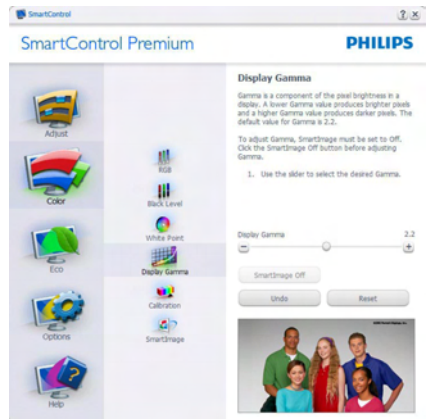 SmartControl
SmartControl Premium
PHILIPS
Adjust
Color
Eco
Options
Help
RGB
Black Level
White Point
Display Gamma
Calibration
SmartImage
Display Gamma
Gamma is a component of the pixel brightness in a
display. A lower Gamma value produces brighter pixels
and a higher Gamma value produces darker pixels. The
default value for Gamma is 2.2.
To adjust Gamma, SmartImage must be set to Off.
Click the SmartImage Off button before adjusting
Gamma.
1. Use the slider to select the desired Gamma.
Display Gamma 2.2
SmartImage Off
Undo Reset